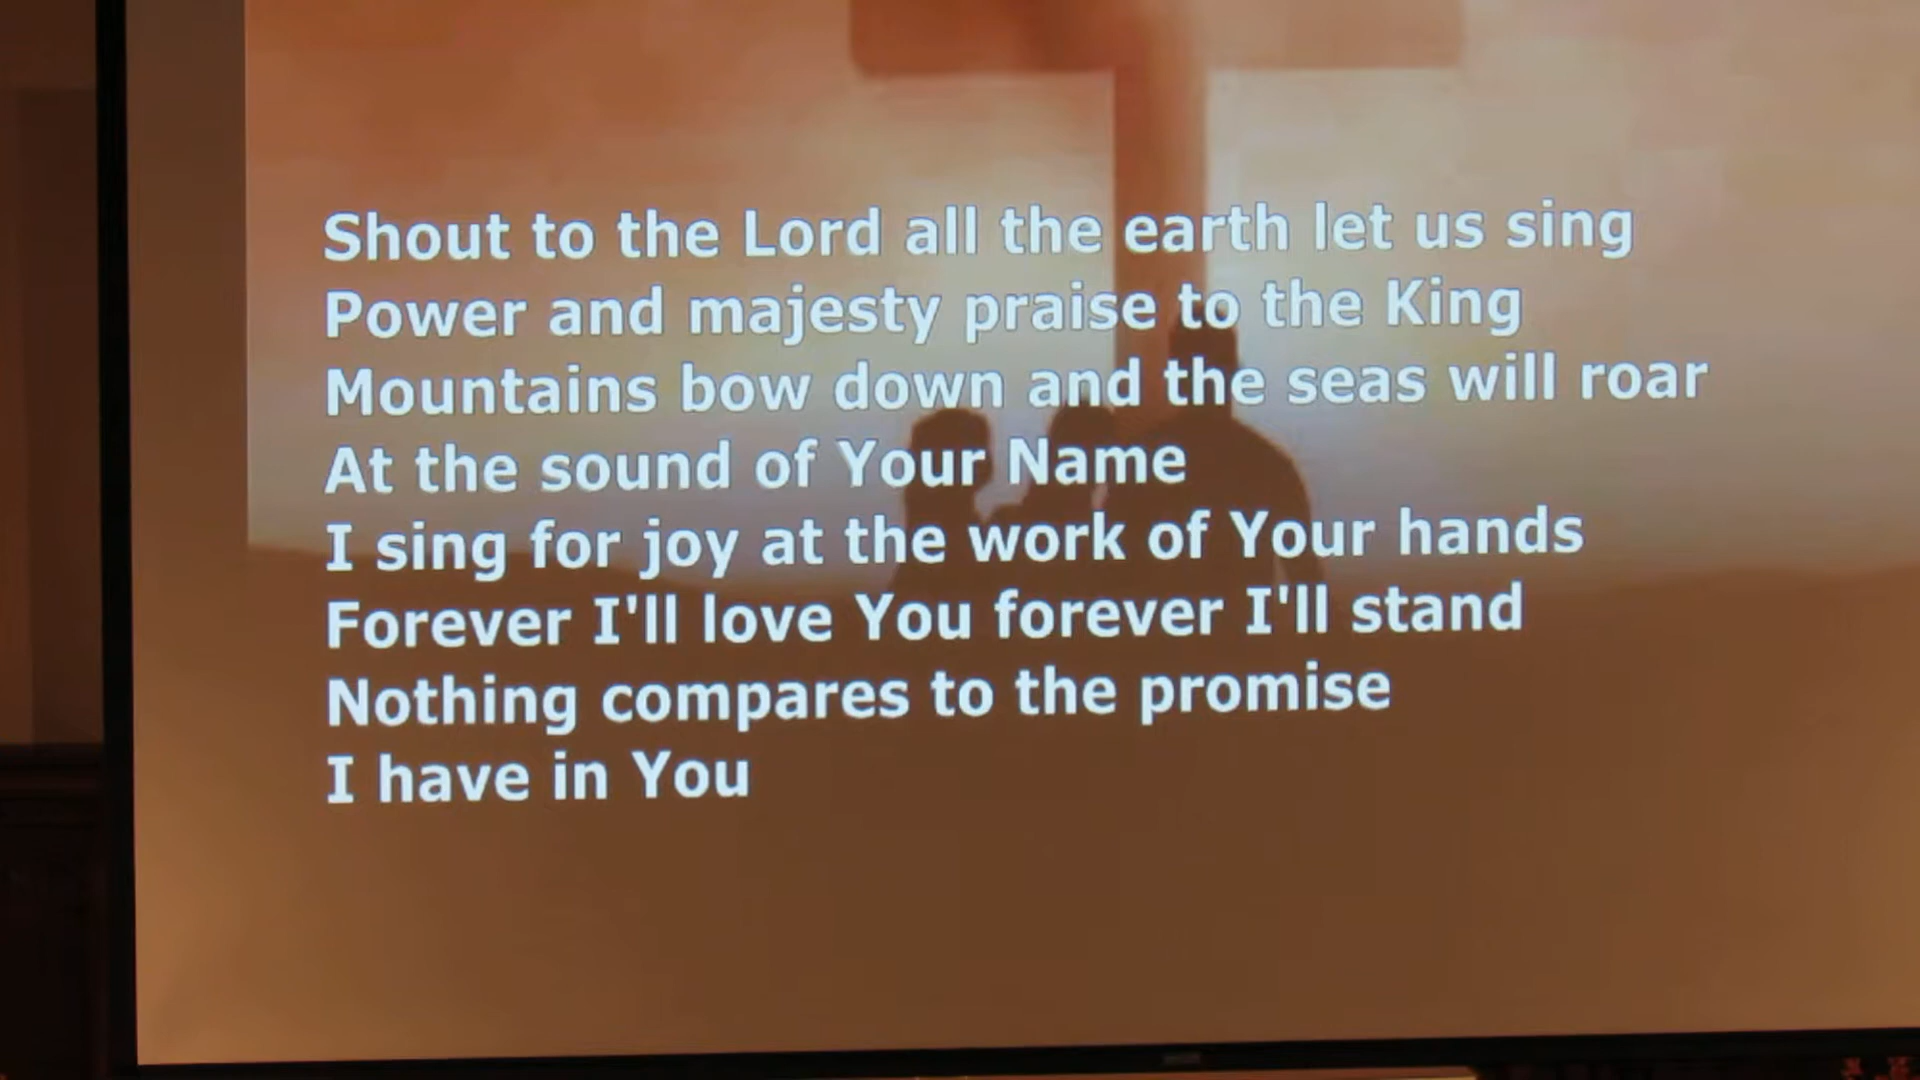 Shout to the Lord all the earth let us sing
Power and majesty praise to the King
Mountains bow down and the seas will roar
At the sound of Your Name
I sing for joy at the work of Your hands
Forever I'll love You forever I'll stand
Nothing compares to the promise
I have in You